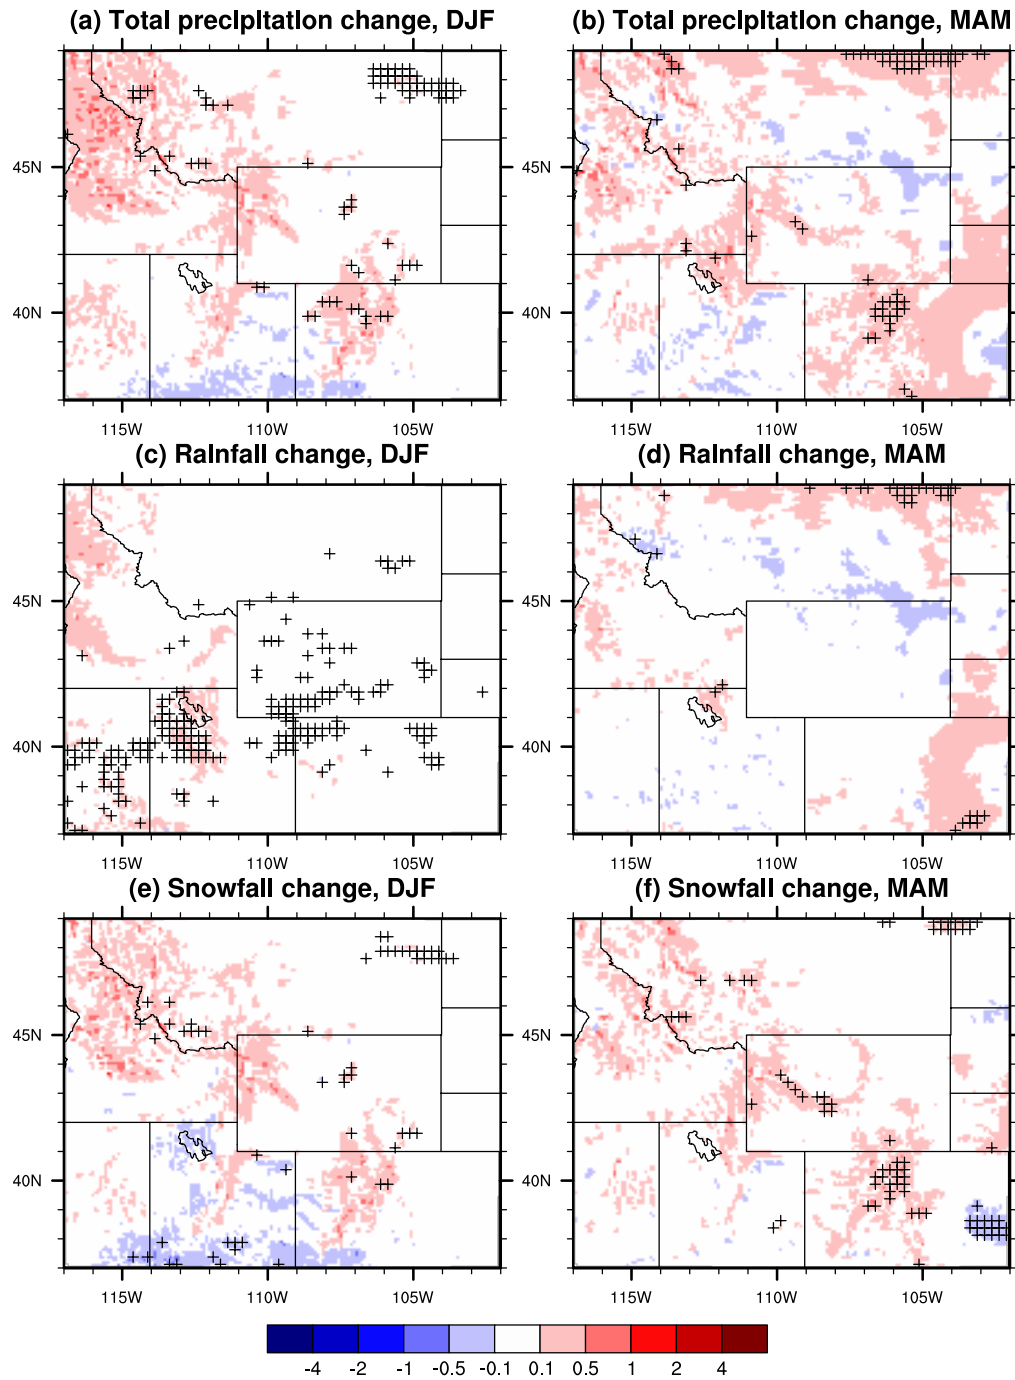 (a) Total precipitation change, DJF
(b) Total precipitation change, MAM
45N
45N
40N
40N
115W 110W 105W
115W 110W 105W
(c) Rainfall change, DJF
(d) Rainfall change, MAM
45N
45N
40N
40N
115W 110W 105W
115W 110W 105W
(e) Snowfall change, DJF
(f) Snowfall change, MAM
45N
45N
40N
40N
115W 110W 105W
115W 110W 105W
-4 -2 -1 -0.5 -0.1 0.1 0.5 1 2 4